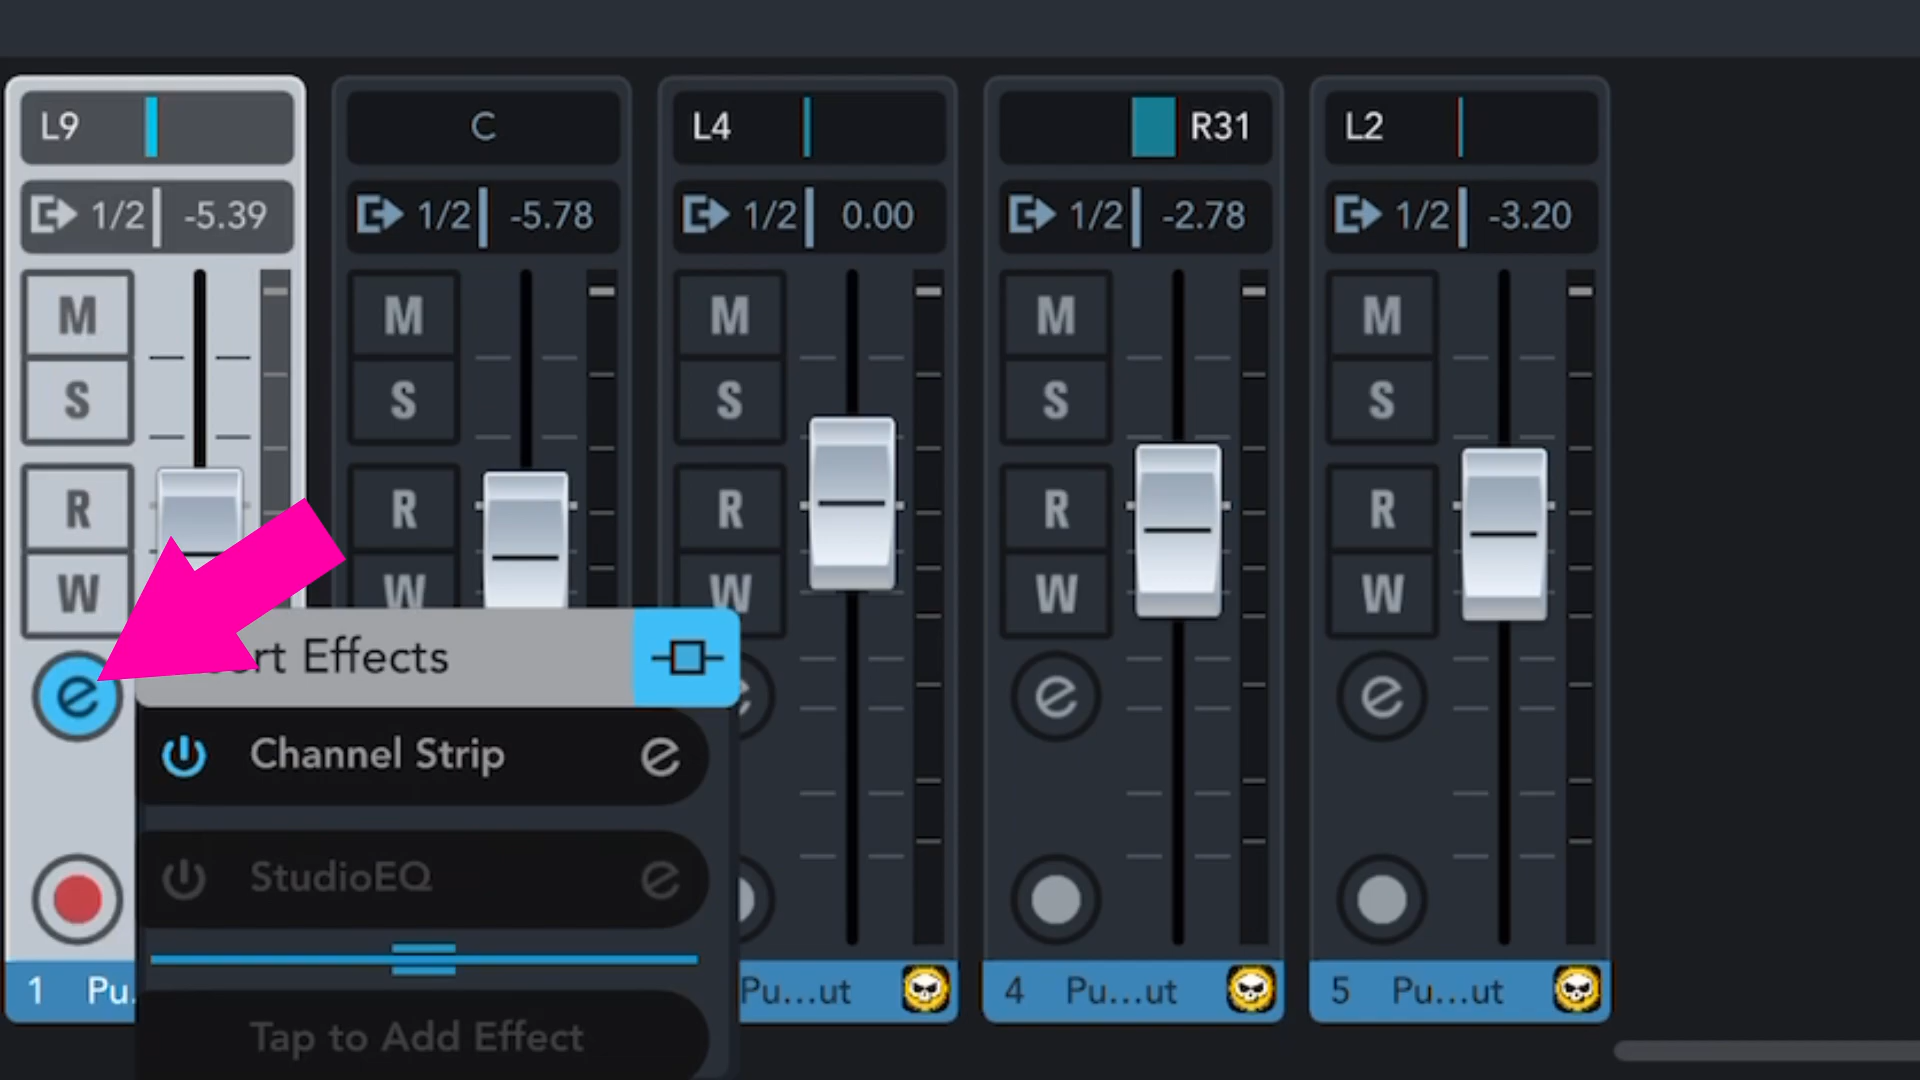 L9 C L4 R31 L2
1/2 -5.39 1/2 -5.78 1/2 0.00 1/2 -2.78 1/2 -3.20
M M M M M
S S S S S
R R R R R
W W W W W
Effects
e e e
Channel Strip e
StudioEQ e
1 Pu. Pu...ut 4 Pu...ut 5 Pu...ut
Tap to Add Effect